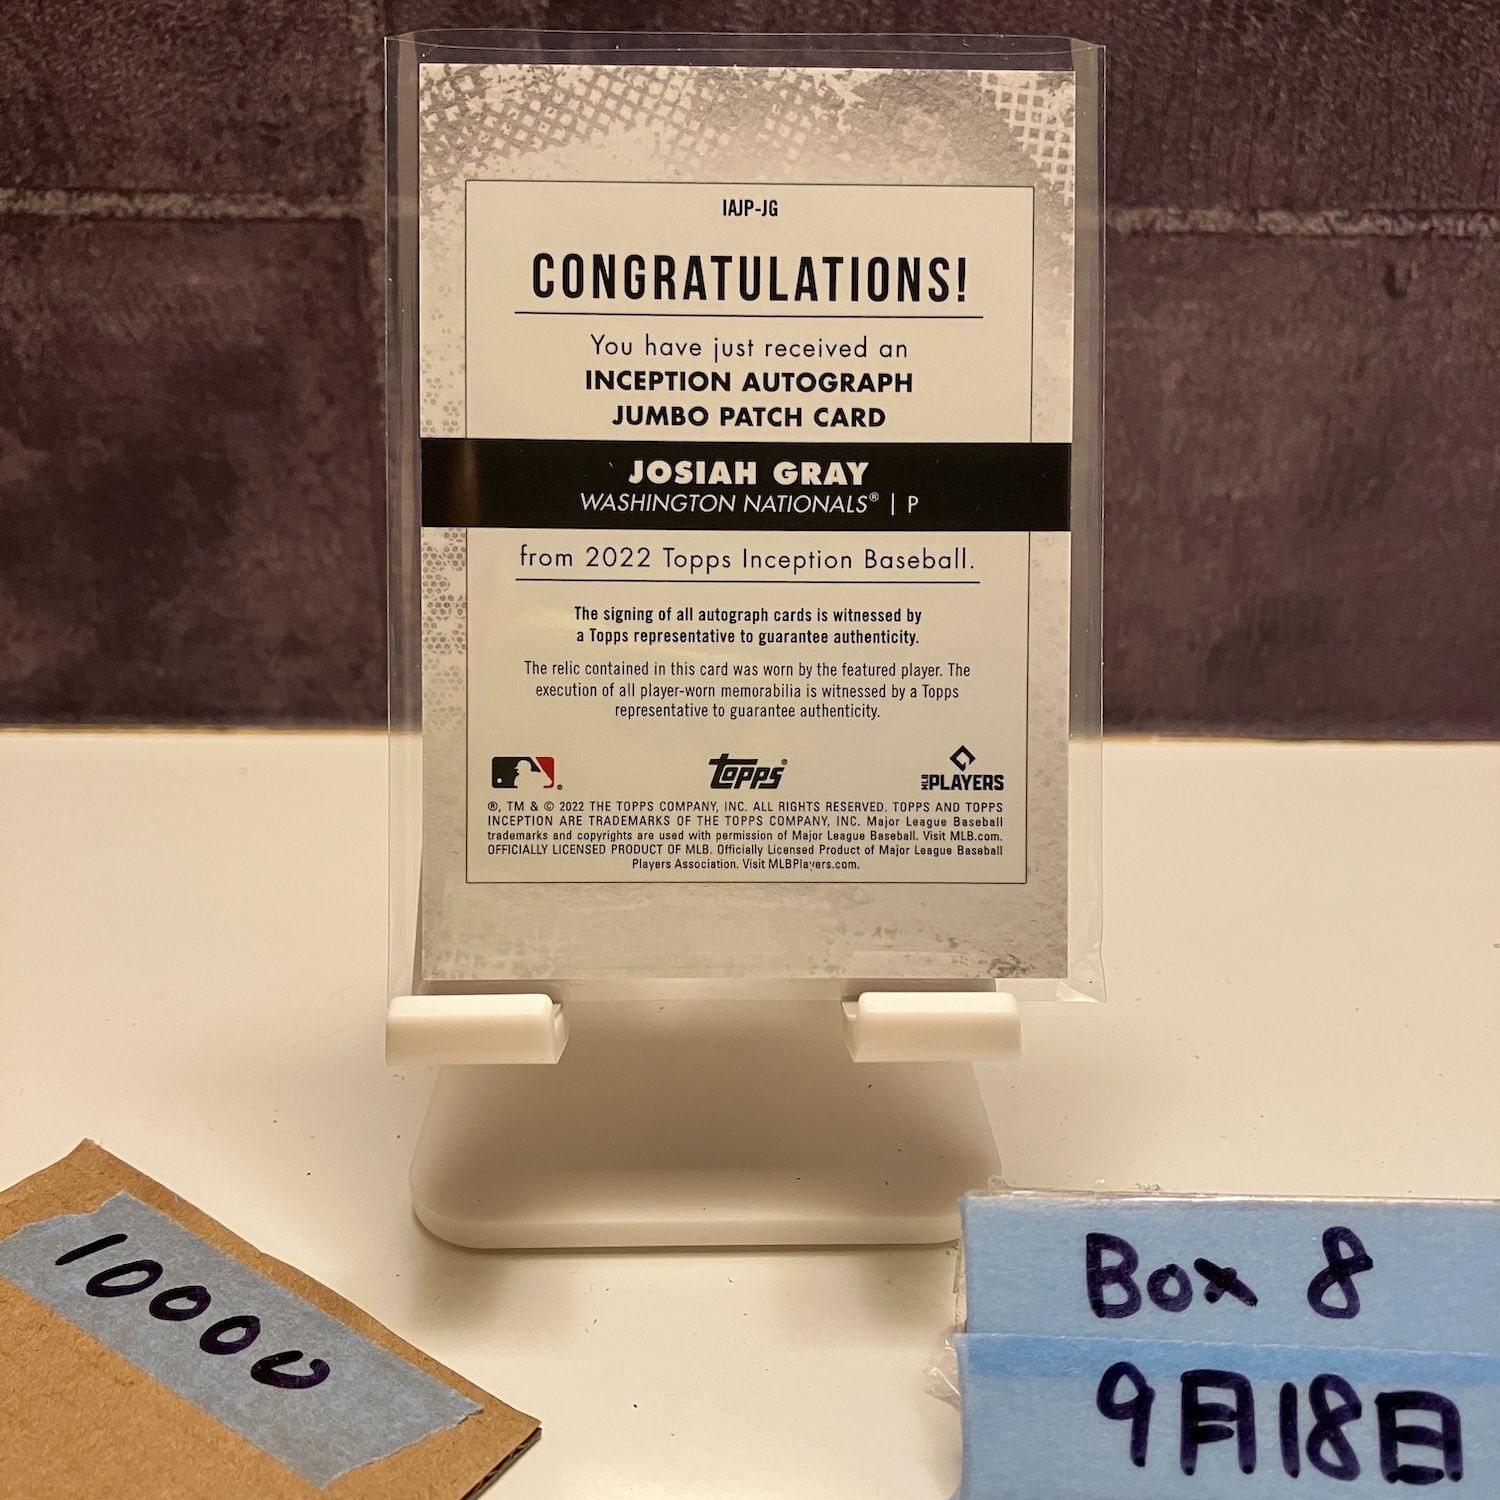 IAJP-JG
CONGRATULATIONS!
You have just received an
INCEPTION AUTOGRAPH
JUMBO PATCH CARD
JOSIAH GRAY
WASHINGTON NATIONALS® | P
from 2022 Topps Inception Baseball.
The signing of all autograph cards is witnessed by
a Topps representative to guarantee authenticity.
The relic contained in this card was worn by the featured player. The
execution of all player-worn memorabilia is witnessed by a Topps
representative to guarantee authenticity.
topps®
MLB PLAYERS
®, TM & © 2022 THE TOPPS COMPANY, INC. ALL RIGHTS RESERVED. TOPPS AND TOPPS
INCEPTION ARE TRADEMARKS OF THE TOPPS COMPANY, INC. Major League Baseball
trademarks and copyrights are used with permission of Major League Baseball. Visit MLB.com.
OFFICIALLY LICENSED PRODUCT OF MLB. Officially Licensed Product of Major League Baseball
Players Association. Visit MLBPlayers.com.
10000
Box 8
9月18日